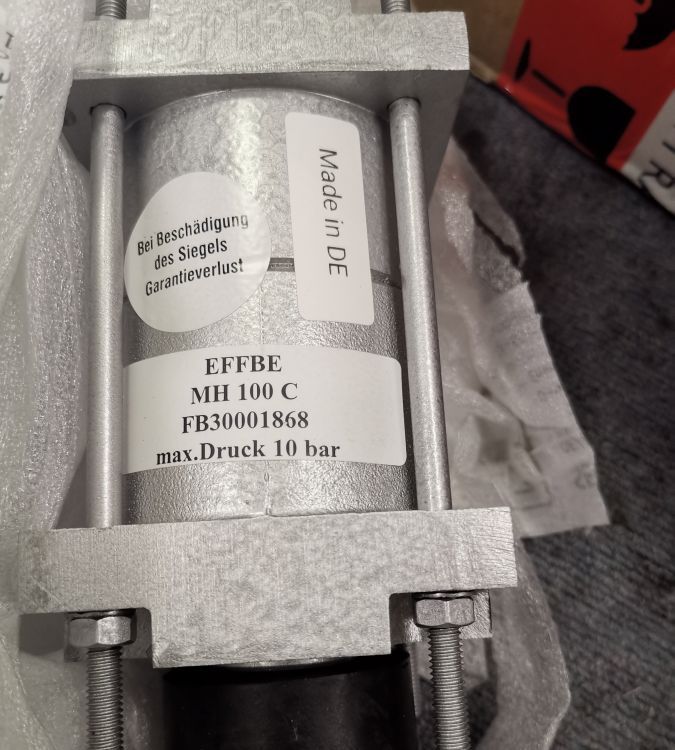 Made in DE
Bei Beschädigung
des Siegels
Garantieverlust
EFFBE
MH 100 C
FB30001868
max.Druck 10 bar